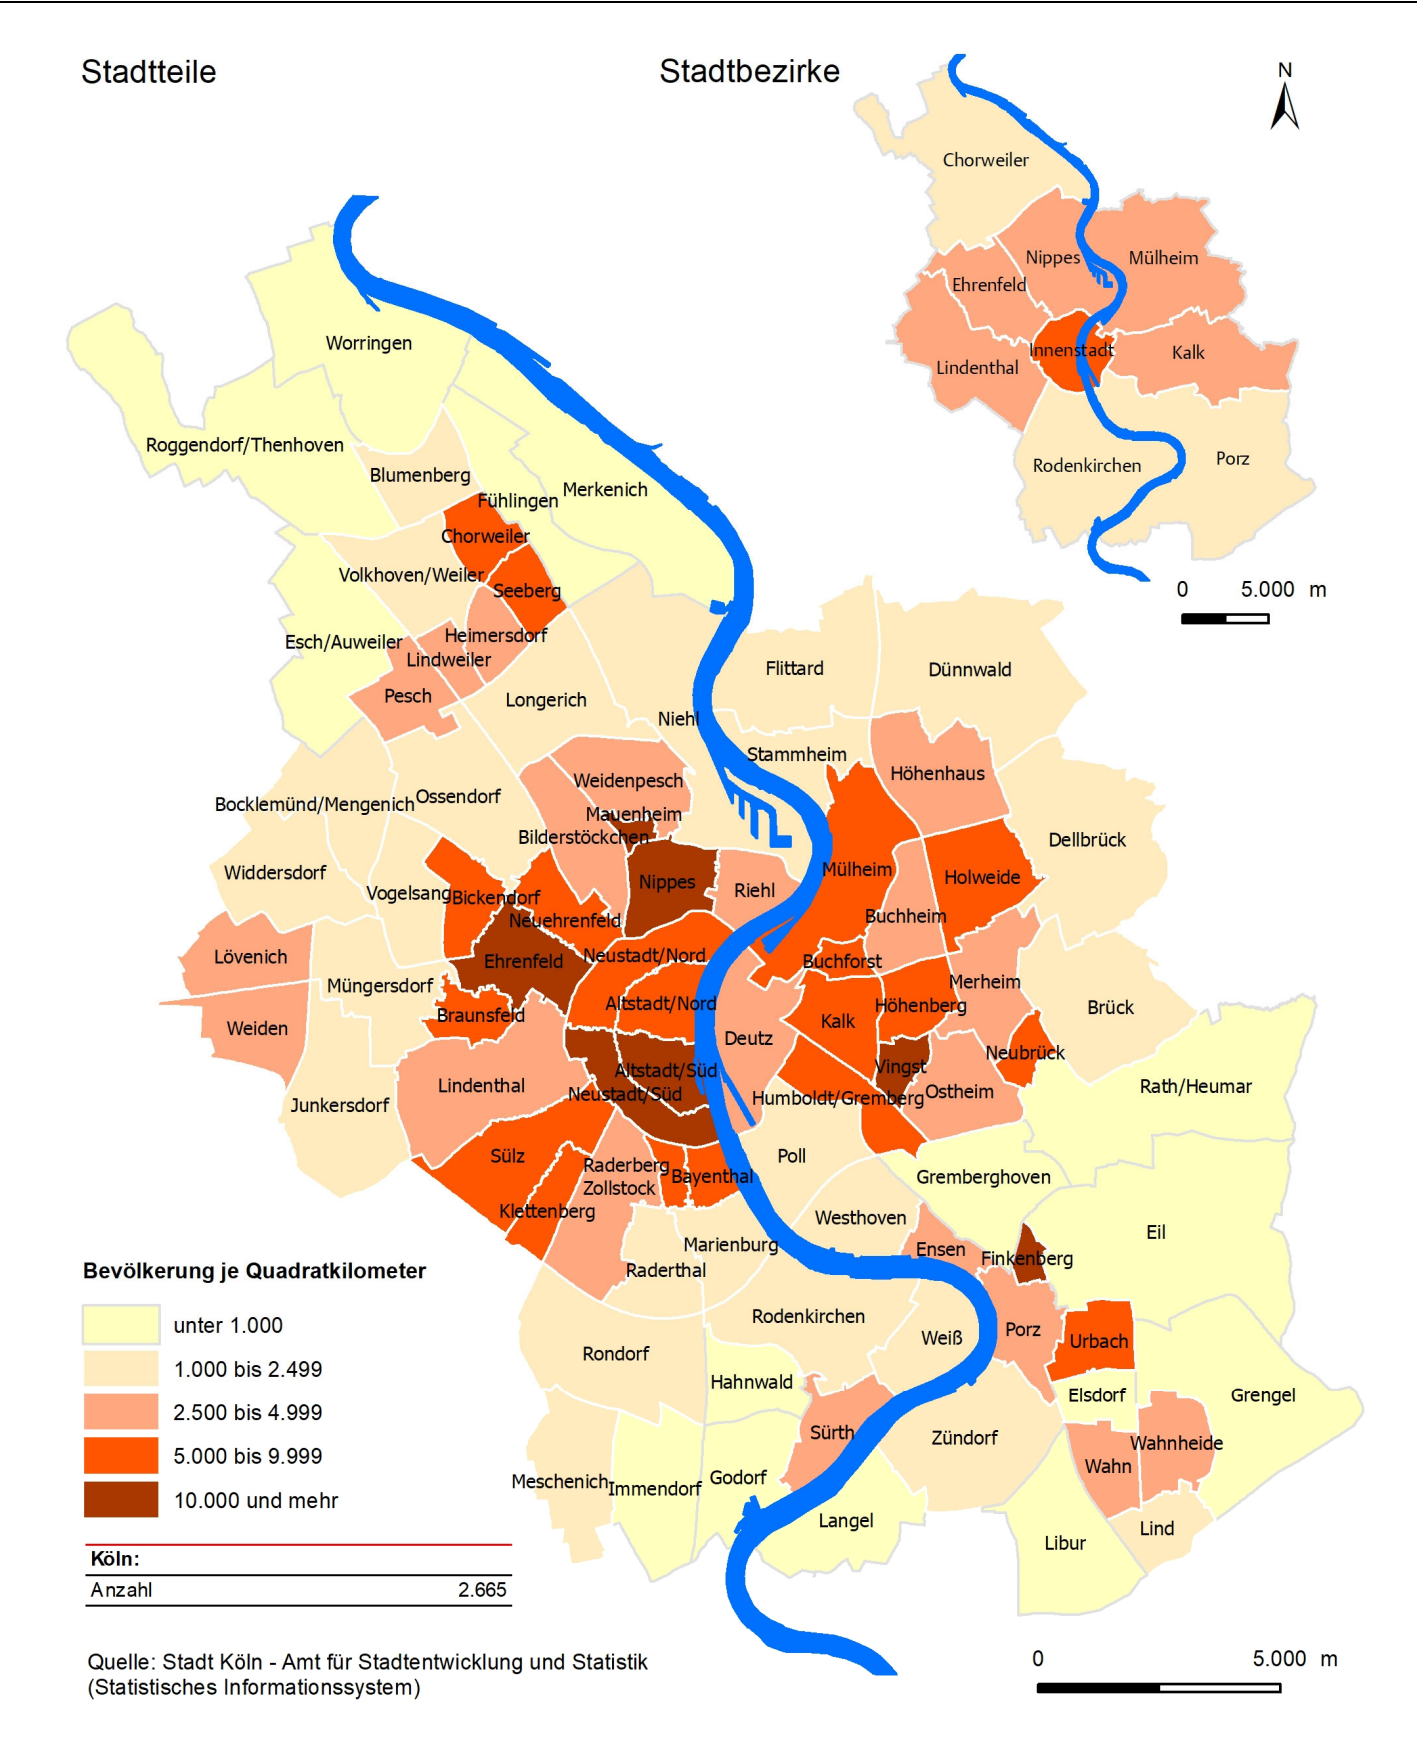 Stadtteile
Stadtbezirke
N
Chorweiler
Nippes
Mülheim
Ehrenfeld
Innenstadt
Kalk
Lindenthal
Rodenkirchen
Porz
0 5.000 m
Worringen
Roggendorf/Thenhoven
Blumenberg
Fühlingen
Merkenich
Chorweiler
Volkhoven/Weiler
Seeberg
Esch/Auweiler
Heimersdorf
Lindweiler
Pesch
Longerich
Niehl
Flittard
Dünnwald
Stammheim
Höhenhaus
Weidenpesch
Bocklemünd/Mengenich
Ossendorf
Mauenheim
Bilderstöckchen
Dellbrück
Widdersdorf
Vogelsang
Bickendorf
Nippes
Riehl
Mülheim
Holweide
Neuehrenfeld
Buchheim
Lövenich
Ehrenfeld
Neustadt/Nord
Buchforst
Müngersdorf
Merheim
Weiden
Braunsfeld
Altstadt/Nord
Kalk
Höhenberg
Brück
Deutz
Neubrück
Altstadt/Süd
Vingst
Lindenthal
Neustadt/Süd
Humboldt/Gremberg
Ostheim
Rath/Heumar
Junkersdorf
Sülz
Raderberg
Zollstock
Bayenthal
Poll
Gremberghoven
Klettenberg
Westhoven
Eil
Marienburg
Ensen
Finkenberg
Raderthal
Rodenkirchen
Weiß
Porz
Urbach
Rondorf
Hahnwald
Elsdorf
Grengel
Sürth
Zündorf
Wahnheide
Wahn
Meschenich
Immendorf
Godorf
Langel
Lind
Libur
Bevölkerung je Quadratkilometer
unter 1.000
1.000 bis 2.499
2.500 bis 4.999
5.000 bis 9.999
10.000 und mehr
Köln:
Anzahl 2.665
Quelle: Stadt Köln - Amt für Stadtentwicklung und Statistik
(Statistisches Informationssystem)
0 5.000 m